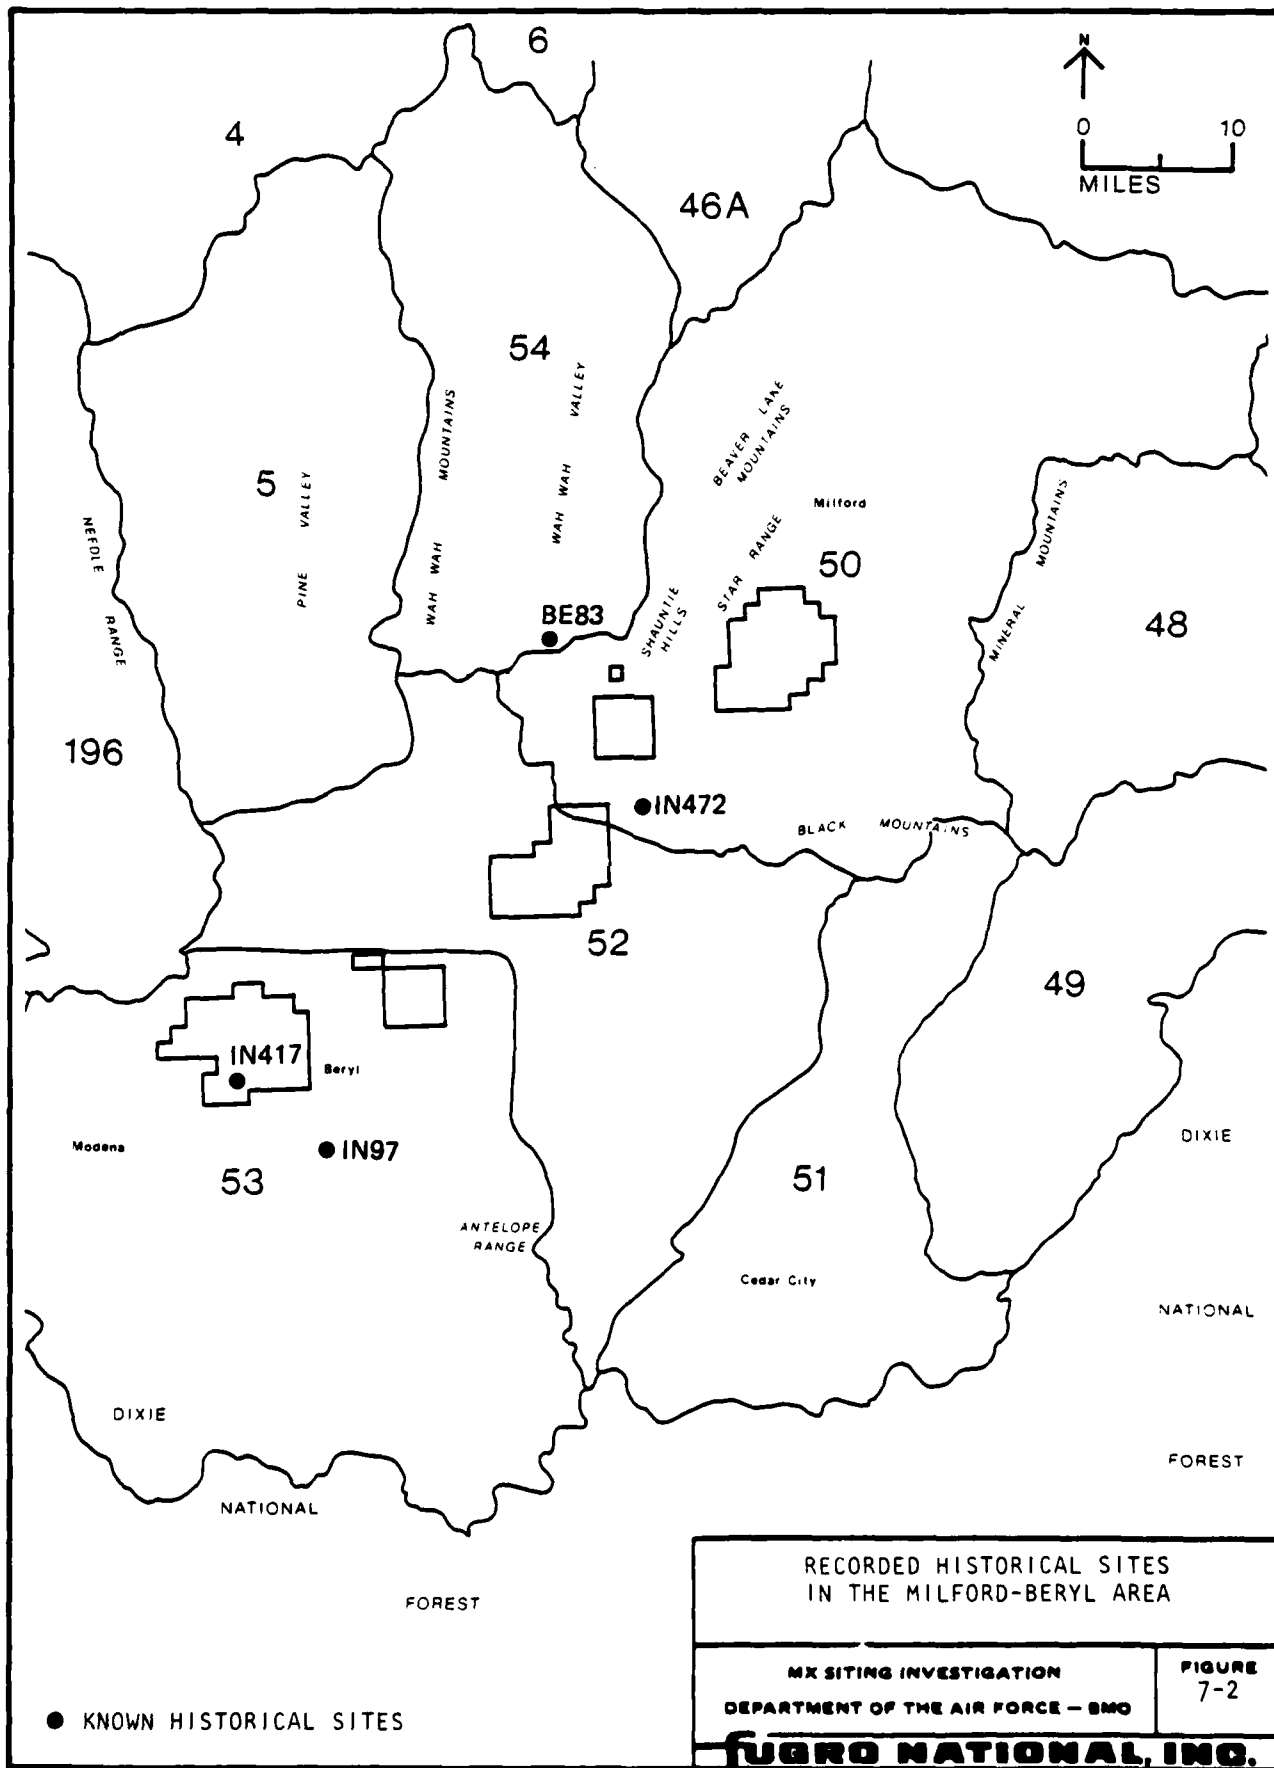 6
N
4
0 10
MILES
46A
54
BEAVER LAKE
MOUNTAINS
WAH WAH VALLEY
WAH WAH MOUNTAINS
5
PINE VALLEY
Milford
NEEDLE RANGE
STAR RANGE
50
MINERAL MOUNTAINS
SHAUNTIE
HILLS
BE83
48
196
IN472
BLACK MOUNTAINS
52
49
IN417
Beryl
Modena
IN97
53
51
DIXIE
ANTELOPE
RANGE
Cedar City
NATIONAL
DIXIE
FOREST
NATIONAL
FOREST
RECORDED HISTORICAL SITES
IN THE MILFORD-BERYL AREA
MX SITING INVESTIGATION
DEPARTMENT OF THE AIR FORCE — BMO
FIGURE
7-2
● KNOWN HISTORICAL SITES
fUGRO NATIONAL, INC.